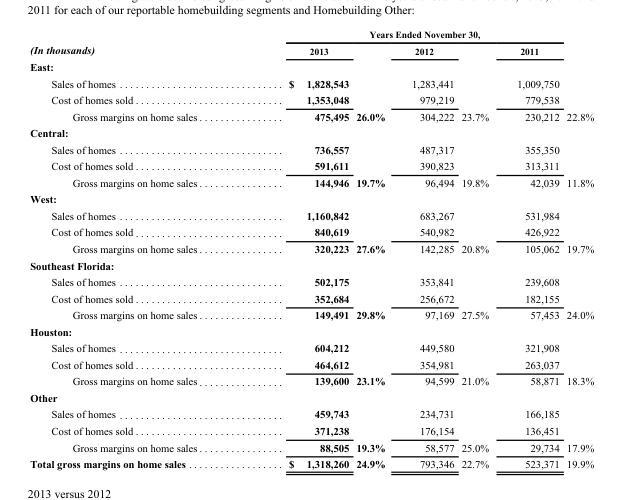 2011 for each of our reportable homebuilding segments and Homebuilding Other:
Years Ended November 30,
(In thousands) 2013 2012 2011
East:
Sales of homes $ 1,828,543 1,283,441 1,009,750
Cost of homes sold 1,353,048 979,219 779,538
Gross margins on home sales 475,495 26.0% 304,222 23.7% 230,212 22.8%
Central:
Sales of homes 736,557 487,317 355,350
Cost of homes sold 591,611 390,823 313,311
Gross margins on home sales 144,946 19.7% 96,494 19.8% 42,039 11.8%
West:
Sales of homes 1,160,842 683,267 531,984
Cost of homes sold 840,619 540,982 426,922
Gross margins on home sales 320,223 27.6% 142,285 20.8% 105,062 19.7%
Southeast Florida:
Sales of homes 502,175 353,841 239,608
Cost of homes sold 352,684 256,672 182,155
Gross margins on home sales 149,491 29.8% 97,169 27.5% 57,453 24.0%
Houston:
Sales of homes 604,212 449,580 321,908
Cost of homes sold 464,612 354,981 263,037
Gross margins on home sales 139,600 23.1% 94,599 21.0% 58,871 18.3%
Other
Sales of homes 459,743 234,731 166,185
Cost of homes sold 371,238 176,154 136,451
Gross margins on home sales 88,505 19.3% 58,577 25.0% 29,734 17.9%
Total gross margins on home sales $ 1,318,260 24.9% 793,346 22.7% 523,371 19.9%
2013 versus 2012